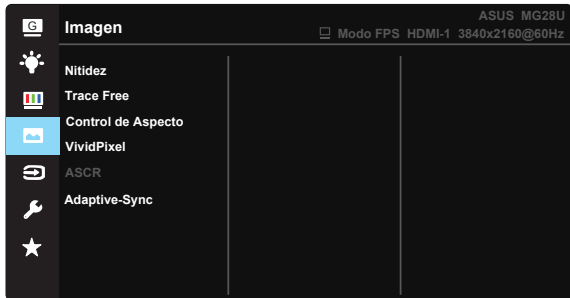 ASUS MG28U
G
Imagen
Modo FPS HDMI-1 3840x2160@60Hz
Nitidez
Trace Free
Control de Aspecto
VividPixel
ASCR
Adaptive-Sync